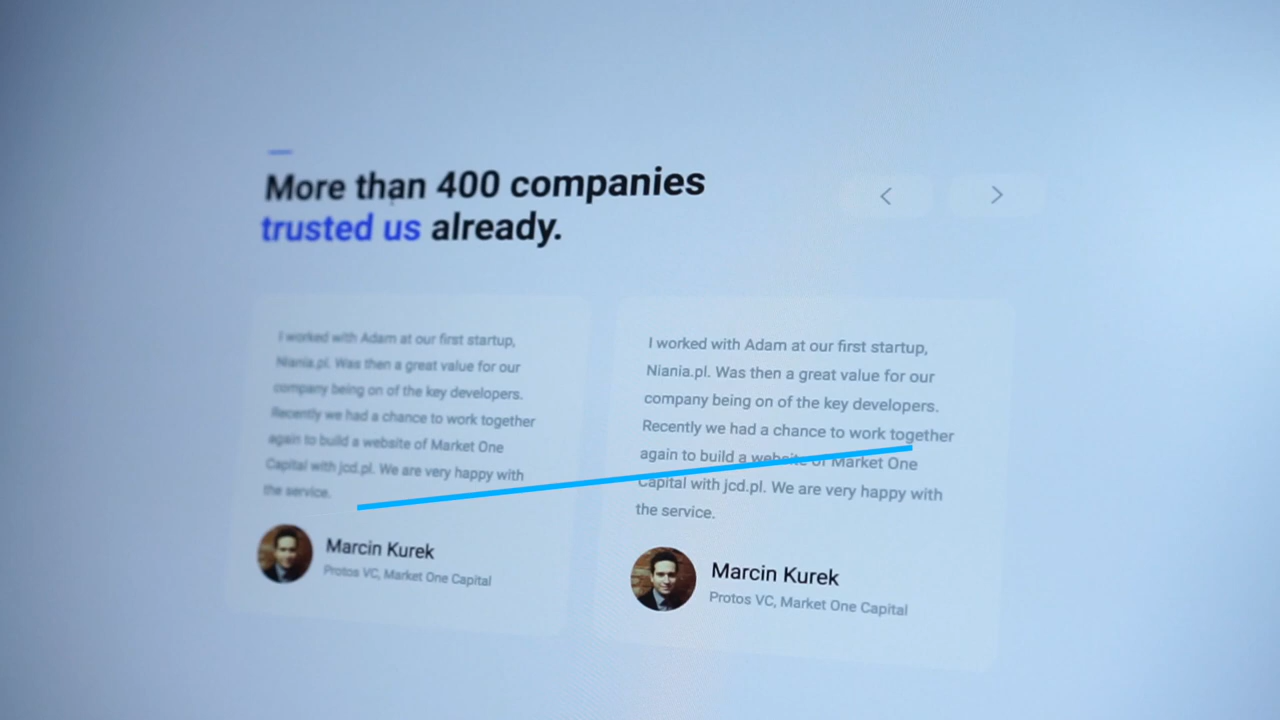 More than 400 companies
trusted us already.
I worked with Adam at our first startup,
Niania.pl. Was then a great value for our
company being on of the key developers.
Recently we had a chance to work together
again to build a website of Market One
Capital with jcd.pl. We are very happy with
the service.
Marcin Kurek
Protos VC, Market One Capital
I worked with Adam at our first startup,
Niania.pl. Was then a great value for our
company being on of the key developers.
Recently we had a chance to work together
again to build a website of Market One
Capital with jcd.pl. We are very happy with
the service.
Marcin Kurek
Protos VC, Market One Capital